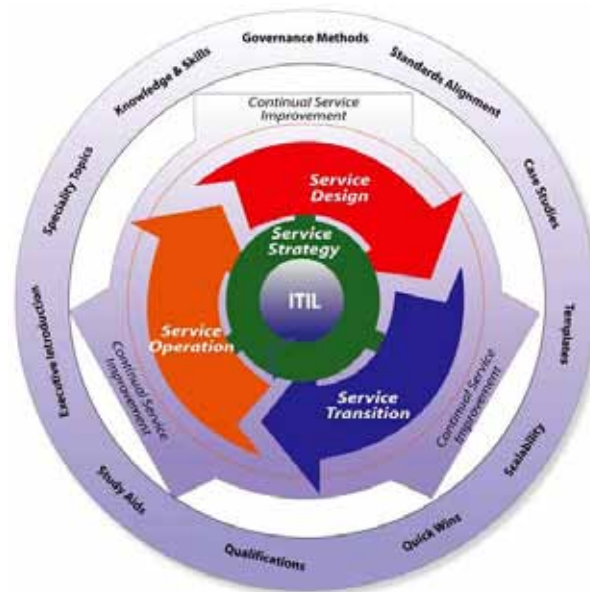 Governance Methods
Standards Alignment
Case Studies
Templates
Scalability
Quick Wins
Qualifications
Study Aids
Executive Introduction
Speciality Topics
Knowledge & Skills
Continual Service
Improvement
Continual Service
Improvement
Continual Service
Improvement
Service
Design
Service
Transition
Service
Operation
Service
Strategy
ITIL